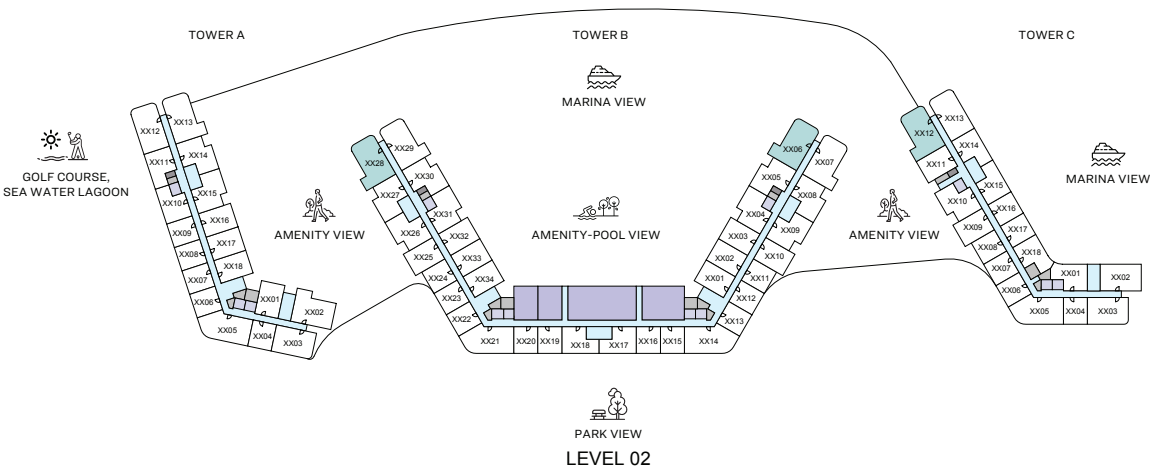 TOWER A
TOWER B
TOWER C
MARINA VIEW
GOLF COURSE,
SEA WATER LAGOON
AMENITY VIEW
AMENITY-POOL VIEW
AMENITY VIEW
MARINA VIEW
PARK VIEW
LEVEL 02
XX12
XX13
XX11
XX14
XX10
XX15
XX09
XX16
XX08
XX17
XX07
XX18
XX06
XX01
XX02
XX05
XX04
XX03
XX28
XX29
XX27
XX30
XX26
XX31
XX25
XX32
XX24
XX33
XX23
XX34
XX22
XX21
XX20
XX19
XX18
XX17
XX16
XX15
XX14
XX06
XX07
XX05
XX08
XX04
XX09
XX03
XX10
XX02
XX11
XX01
XX12
XX13
XX12
XX13
XX11
XX14
XX10
XX15
XX09
XX16
XX08
XX17
XX07
XX18
XX06
XX01
XX02
XX05
XX04
XX03